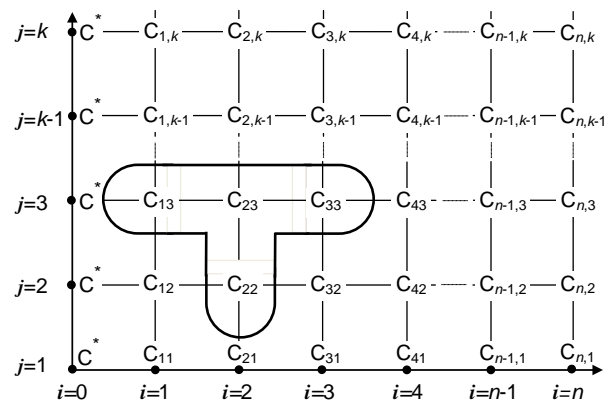 j=k C* C1,k C2,k C3,k C4,k Cn-1,k Cn,k
j=k-1 C* C1,k-1 C2,k-1 C3,k-1 C4,k-1 Cn-1,k-1 Cn,k-1
j=3 C* C13 C23 C33 C43 Cn-1,3 Cn,3
j=2 C* C12 C22 C32 C42 Cn-1,2 Cn,2
j=1 C* C11 C21 C31 C41 Cn-1,1 Cn,1
i=0 i=1 i=2 i=3 i=4 i=n-1 i=n